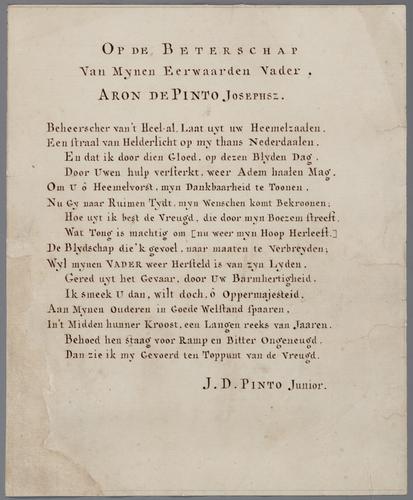 OP DE BETERSCHAP
Van Mynen Eerwaarden Vader,
ARON DE PINTO JOSEPHSZ.
Beheerscher van't Heel-al, Laat uyt uw Heemelzaalen,
Een straal van Helderlicht op my thans Nederdaalen,
En dat ik door dien Gloed, op dezen Blyden Dag,
Door Uwen hulp versterkt, weer Adem haalen Mag,
Om U ô Heemelvorst, myn Dankbaarheid te Toonen,
Nu Gy naar Ruimen Tydt, myn Wenschen komt Bekroonen;
Hoe uyt ik best de Vreugd, die door myn Boezem streeft,
Wat Tong is machtig om [nu weer myn Hoop Herleeft.]
De Blydschap die'k gevoel, naar maaten te Verbreyden;
Wyl mynen VADER weer Hersteld is van zyn Lyden.
Gered uyt het Gevaar, door Uw Barmhertigheid.
Ik smeek U dan, wilt doch, ô Oppermajesteid.
Aan Mynen Ouderen in Goede Welstand spaaren,
In't Midden hunner Kroost, een Langen reeks van Jaaren.
Behoed hen staag voor Ramp en Bitter Ongeneugd.
Dan zie ik my Gevoerd ten Toppunt van de Vreugd.
J. D. PINTO Junior.